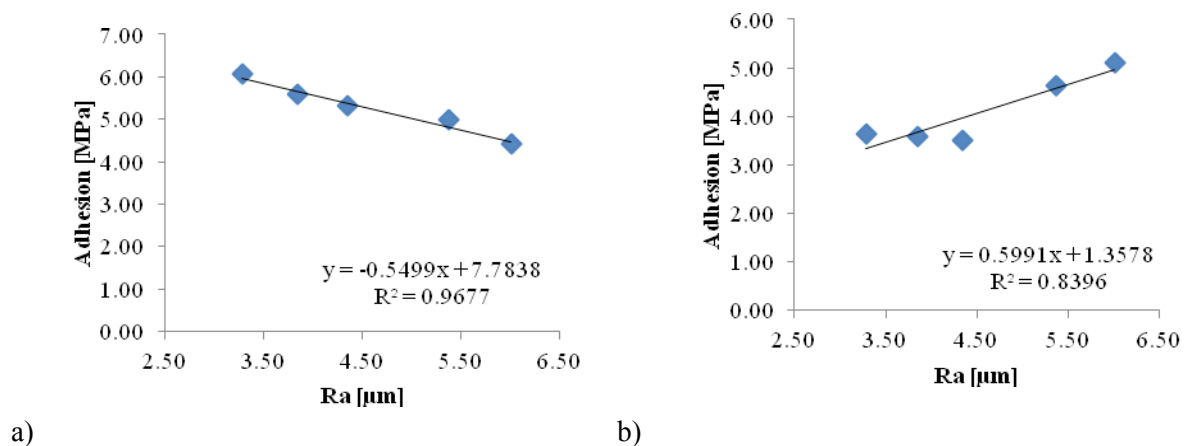 7.00
6.00
5.00
4.00
3.00
2.00
1.00
0.00
Adhesion [MPa]
y = -0.5499x + 7.7838
R² = 0.9677
2.50 3.50 4.50 5.50 6.50
Ra [µm]
a)
6.00
5.00
4.00
3.00
2.00
1.00
0.00
Adhesion [MPa]
y = 0.5991x + 1.3578
R² = 0.8396
2.50 3.50 4.50 5.50 6.50
Ra [µm]
b)